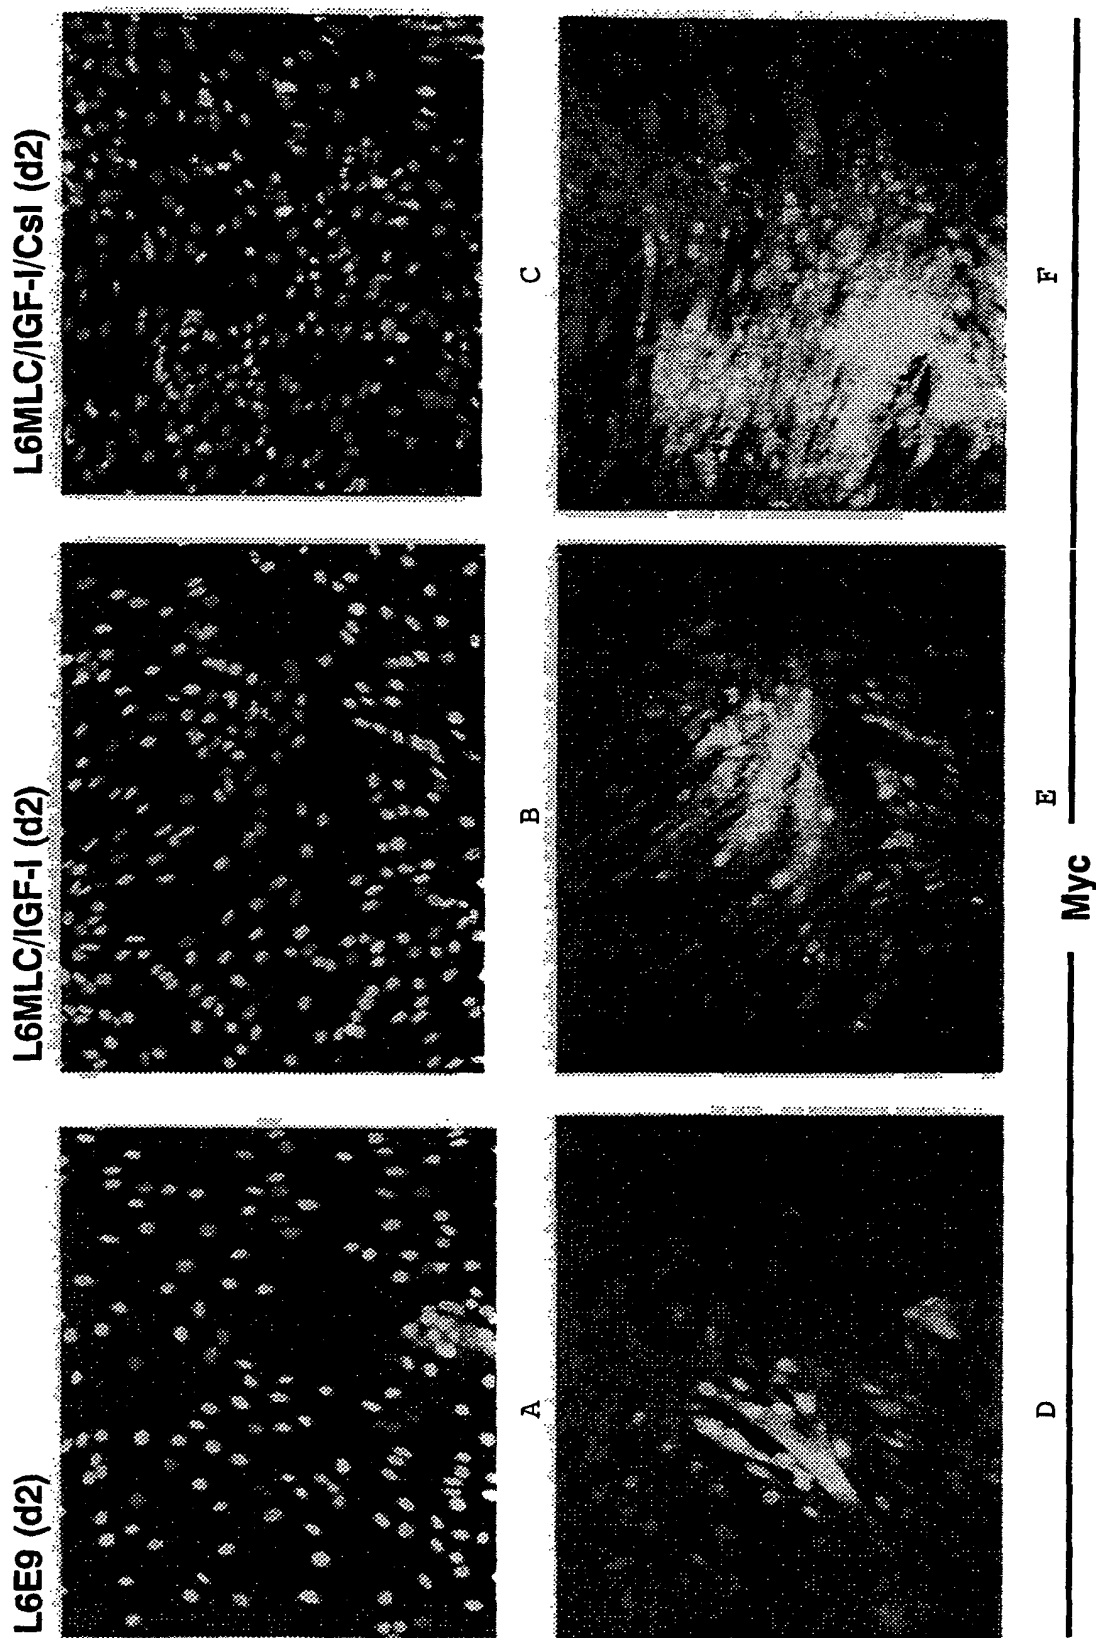 L6E9 (d2)
L6MLC/IGF-I (d2)
L6MLC/IGF-I/CsI (d2)
A
B
C
D
E
F
Myc